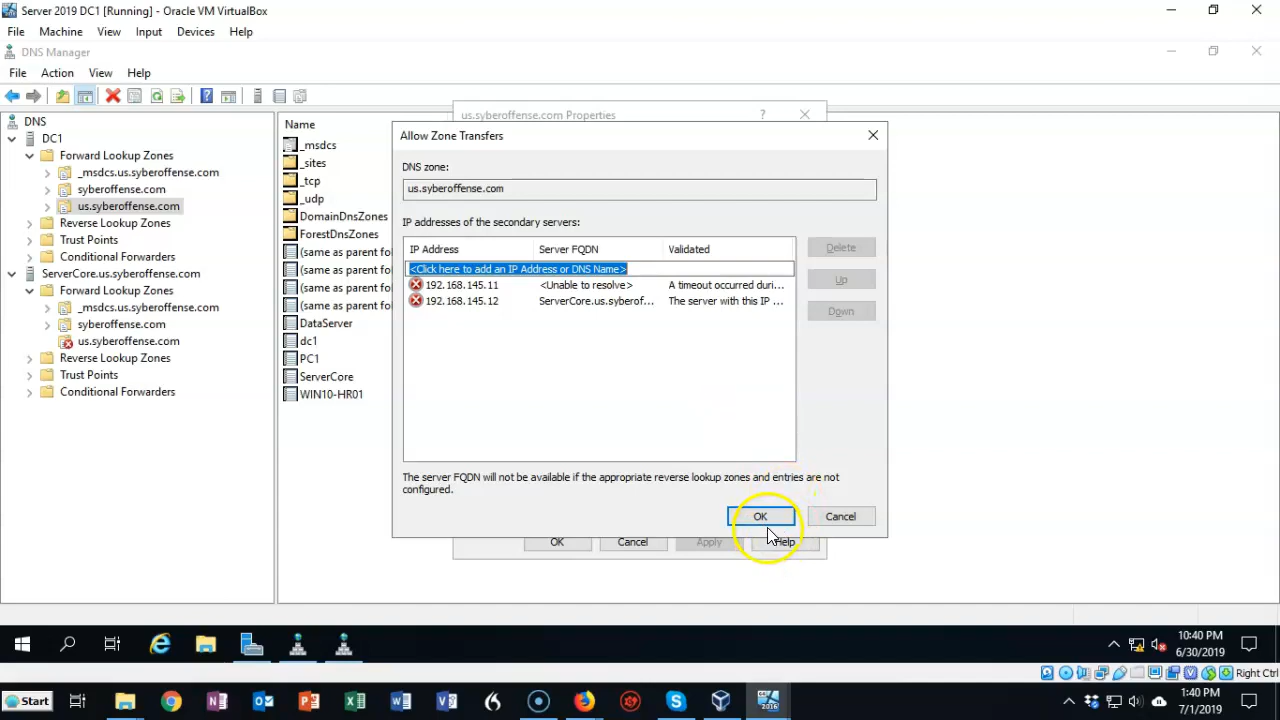 Server 2019 DC1 [Running] - Oracle VM VirtualBox
File Machine View Input Devices Help
DNS Manager
File Action View Help
DNS
DC1
Forward Lookup Zones
_msdcs.us.syberoffense.com
syberoffense.com
us.syberoffense.com
Reverse Lookup Zones
Trust Points
Conditional Forwarders
ServerCore.us.syberoffense.com
Forward Lookup Zones
_msdcs.us.syberoffense.com
syberoffense.com
us.syberoffense.com
Reverse Lookup Zones
Trust Points
Conditional Forwarders
Name
_msdcs
_sites
_tcp
_udp
DomainDnsZones
ForestDnsZones
(same as parent fo
(same as parent fo
(same as parent fo
(same as parent fo
DataServer
dc1
PC1
ServerCore
WIN10-HR01
us.syberoffense.com Properties ?
Allow Zone Transfers
DNS zone:
us.syberoffense.com
IP addresses of the secondary servers:
IP Address Server FQDN Validated
<Click here to add an IP Address or DNS Name>
192.168.145.11 <Unable to resolve> A timeout occurred duri...
192.168.145.12 ServerCore.us.syberof... The server with this IP ...
Delete
Up
Down
The server FQDN will not be available if the appropriate reverse lookup zones and entries are not
configured.
OK Cancel
OK Cancel Apply Help
10:40 PM
6/30/2019
Right Ctrl
Start
1:40 PM
7/1/2019